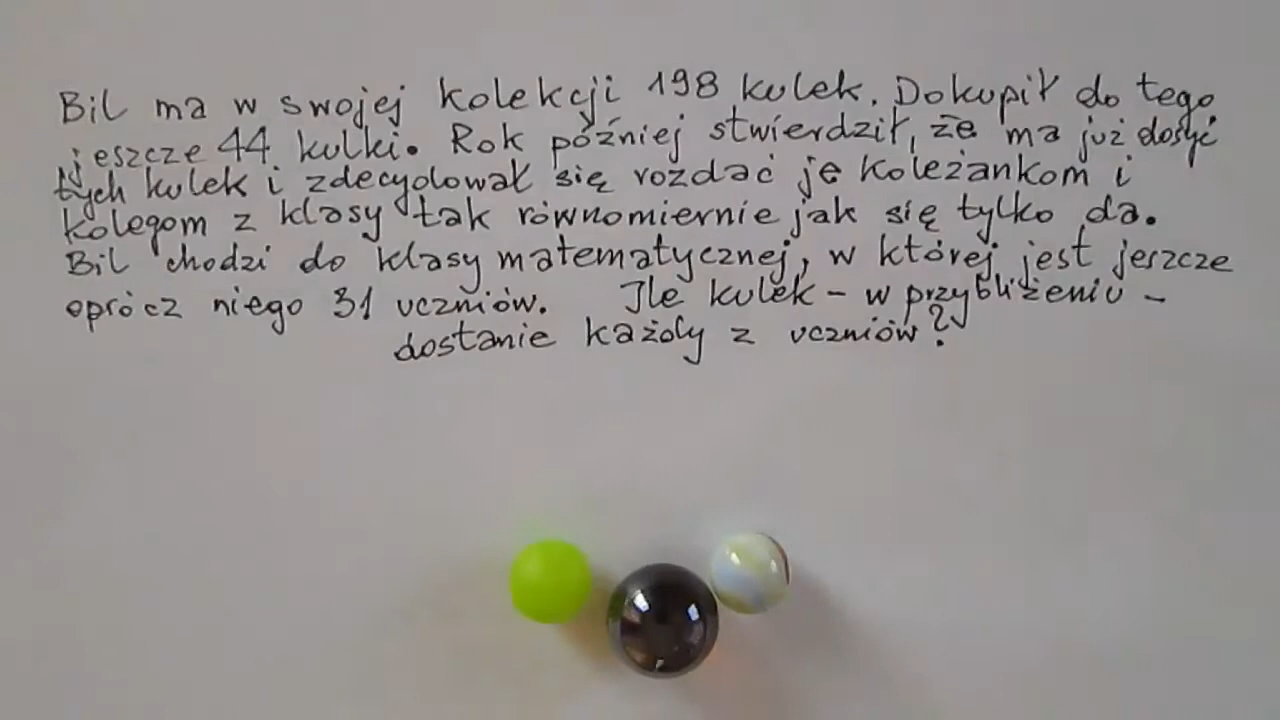 Bil ma w swojej kolekcji 198 kulek. Dokupił do tego
jeszcze 44 kulki. Rok później stwierdził, że ma już dosyć
tych kulek i zdecydował się rozdać je koleżankom i
kolegom z klasy tak równomiernie jak się tylko da.
Bil chodzi do klasy matematycznej, w której jest jeszcze
oprócz niego 31 uczniów. Ile kulek - w przybliżeniu -
dostanie każdy z uczniów?